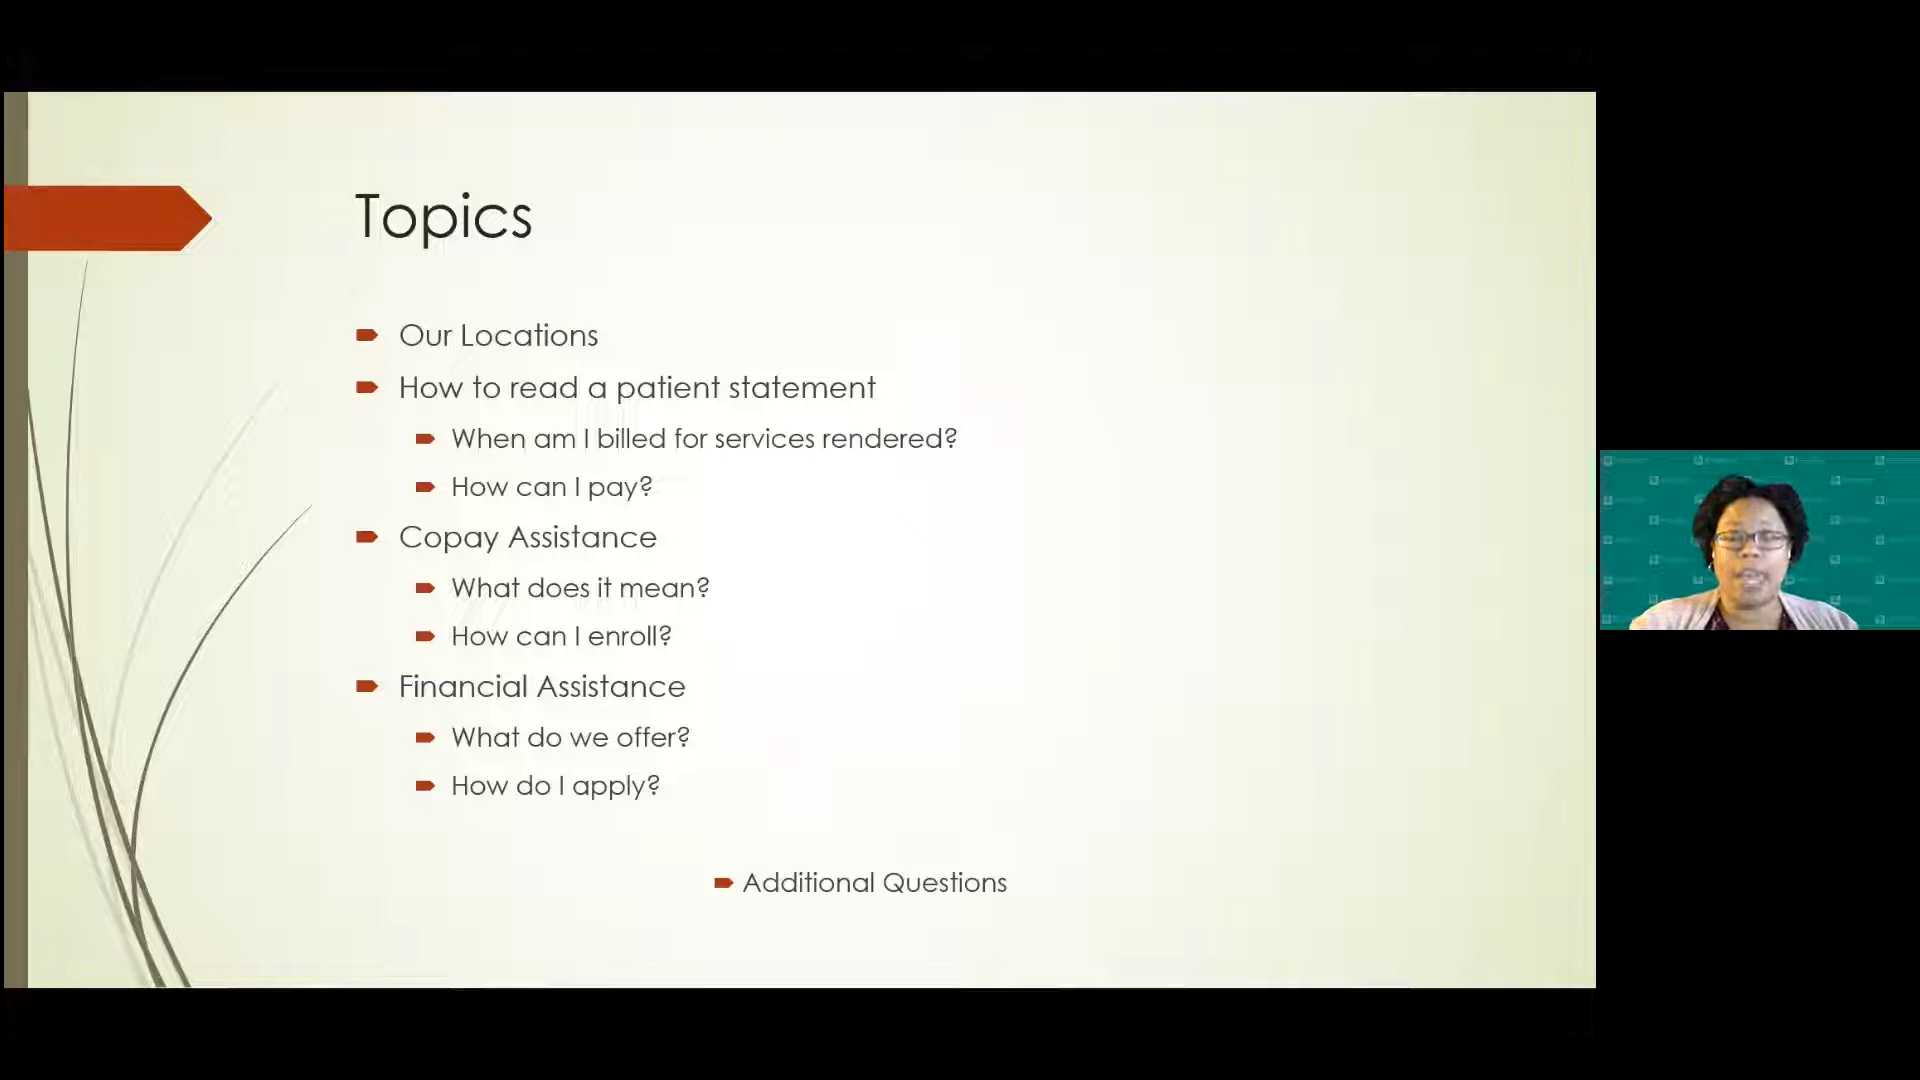 Topics
Our Locations
How to read a patient statement
When am I billed for services rendered?
How can I pay?
Copay Assistance
What does it mean?
How can I enroll?
Financial Assistance
What do we offer?
How do I apply?
Additional Questions